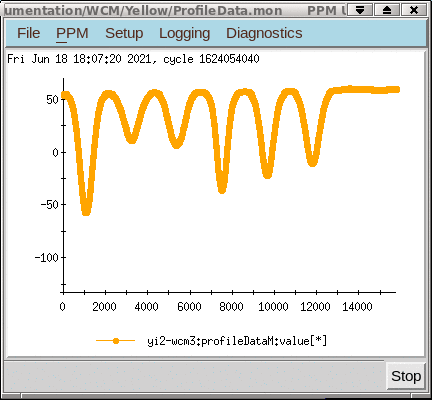 umentation/WCM/Yellow/ProfileData.mon PPM
File PPM Setup Logging Diagnostics
Fri Jun 18 18:07:20 2021, cycle 1624054040
50
0
-50
-100
0 2000 4000 6000 8000 10000 12000 14000
yi2-wcm3:profileDataM:value[*]
Stop